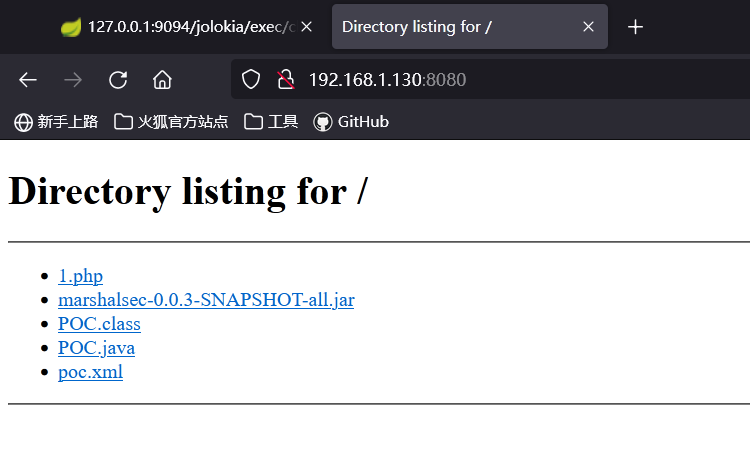 127.0.0.1:9094/jolokia/exec/c
Directory listing for /
192.168.1.130:8080
新手上路 火狐官方站点 工具 GitHub
Directory listing for /
1.php
marshalsec-0.0.3-SNAPSHOT-all.jar
POC.class
POC.java
poc.xml